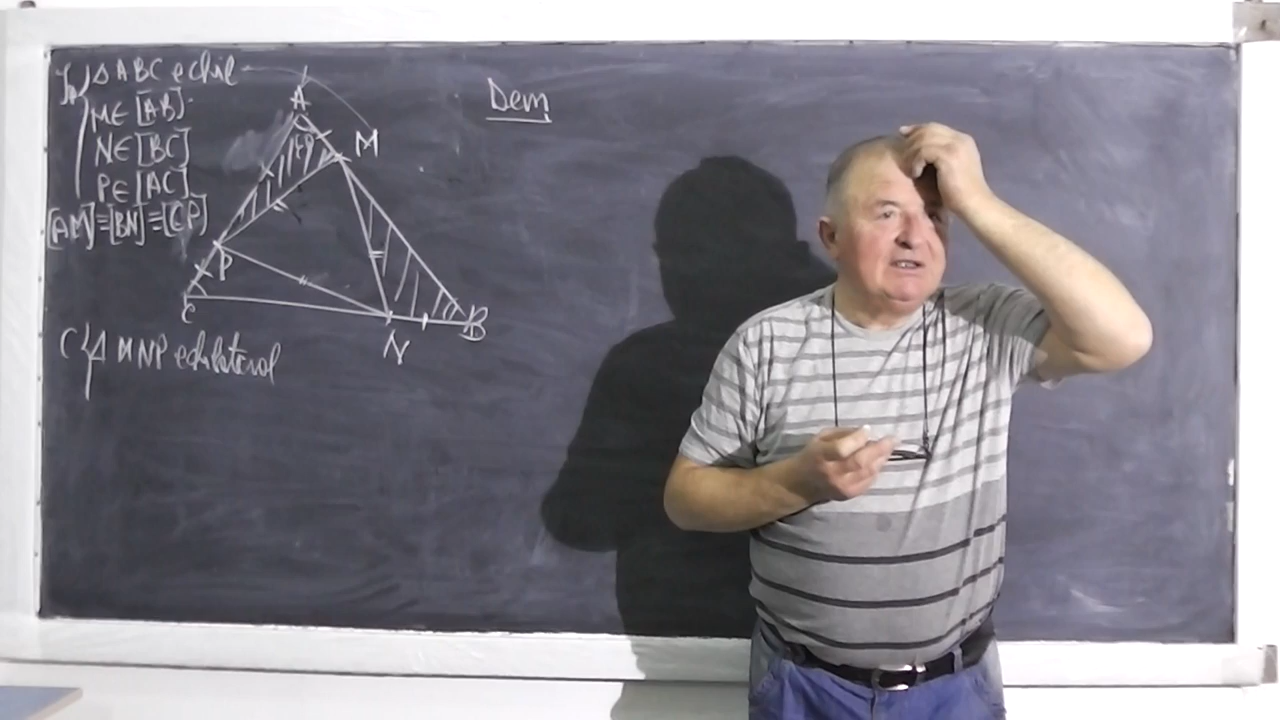 Ip △ABC echil
M∈[AB]
N∈[BC]
P∈[AC]
[AM]≡[BN]≡[CP]
C △MNP echilateral
A
M
P
C
N
B
Dem